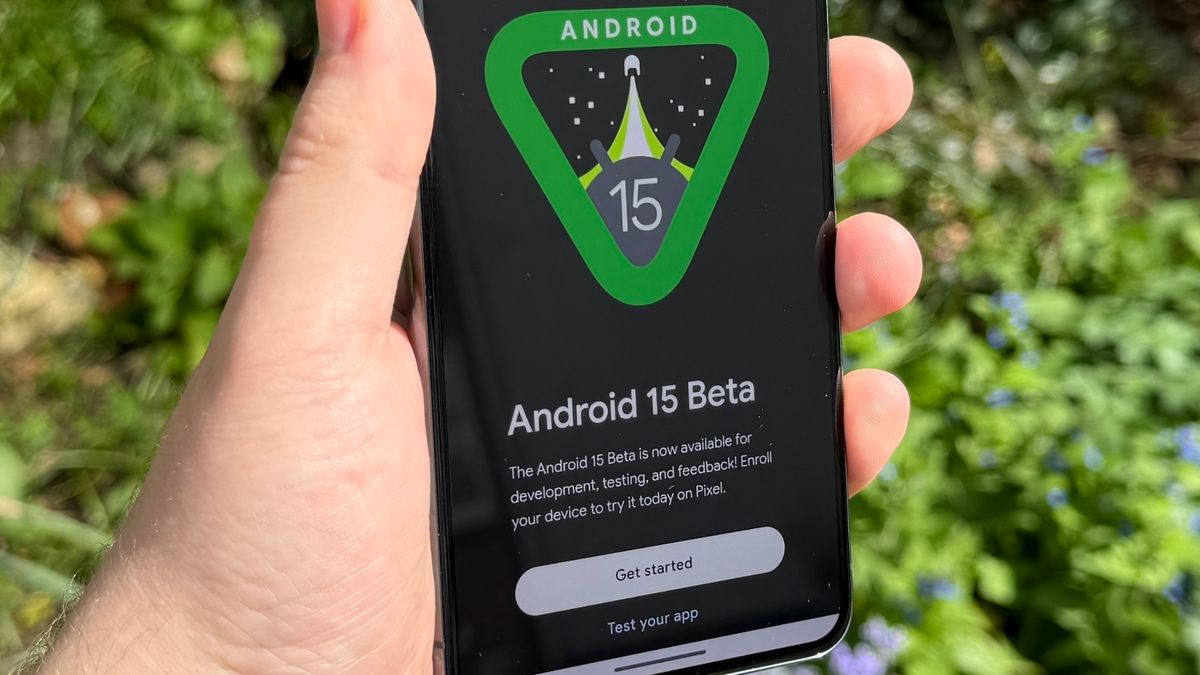 ANDROID
15
Android 15 Beta
The Android 15 Beta is now available for
development, testing, and feedback! Enroll
your device to try it today on Pixel.
Get started
Test your app